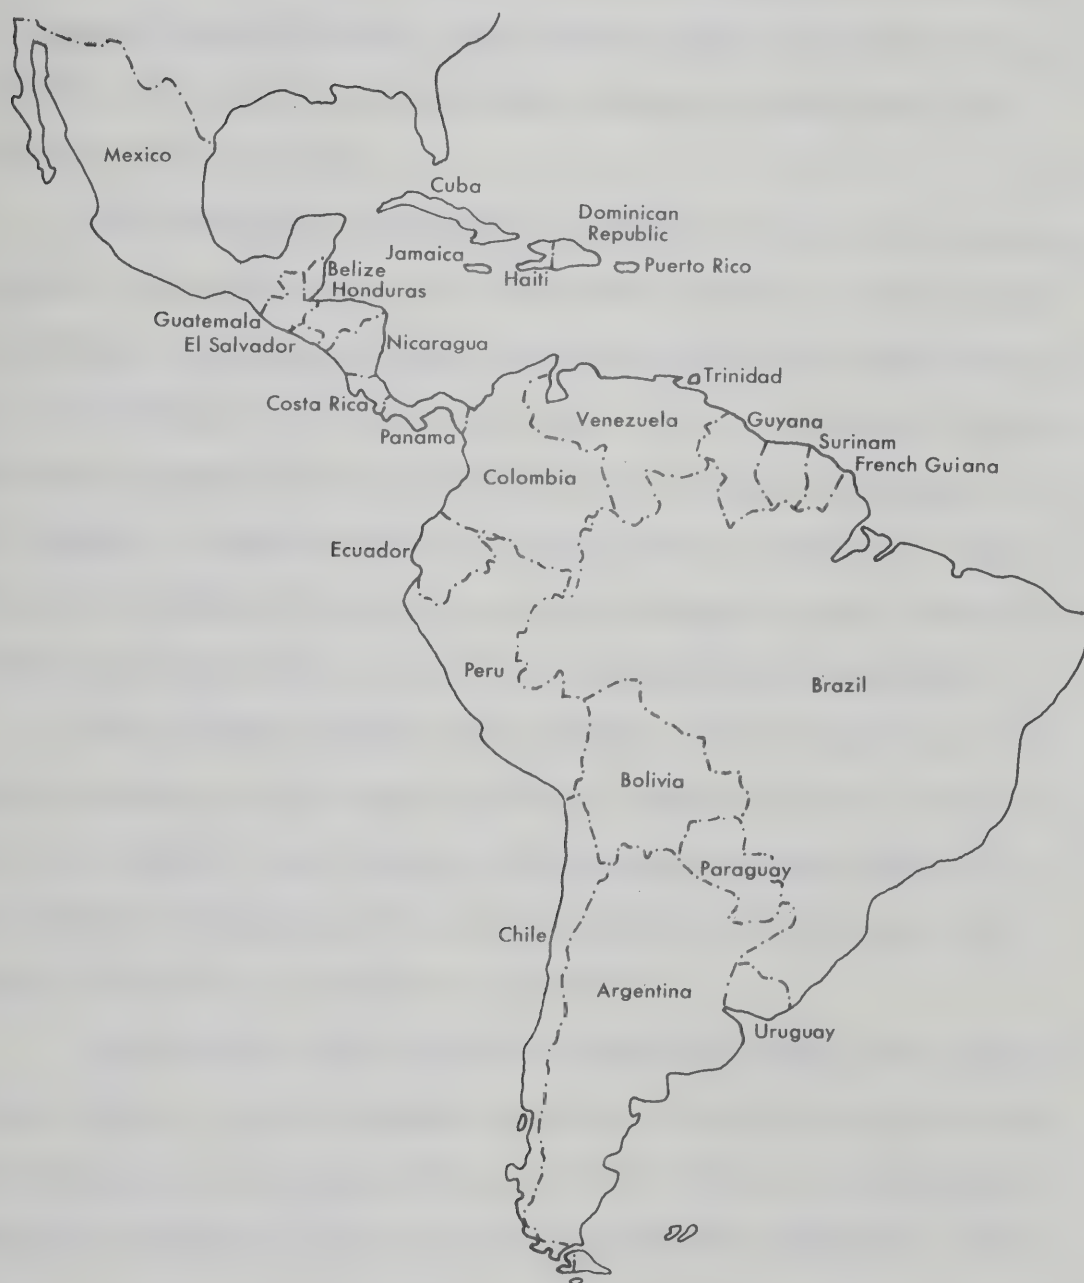 Mexico
Cuba
Dominican
Republic
Jamaica
Haiti
Puerto Rico
Belize
Honduras
Guatemala
El Salvador
Nicaragua
Trinidad
Costa Rica
Panama
Venezuela
Guyana
Surinam
French Guiana
Colombia
Ecuador
Peru
Brazil
Bolivia
Paraguay
Chile
Argentina
Uruguay